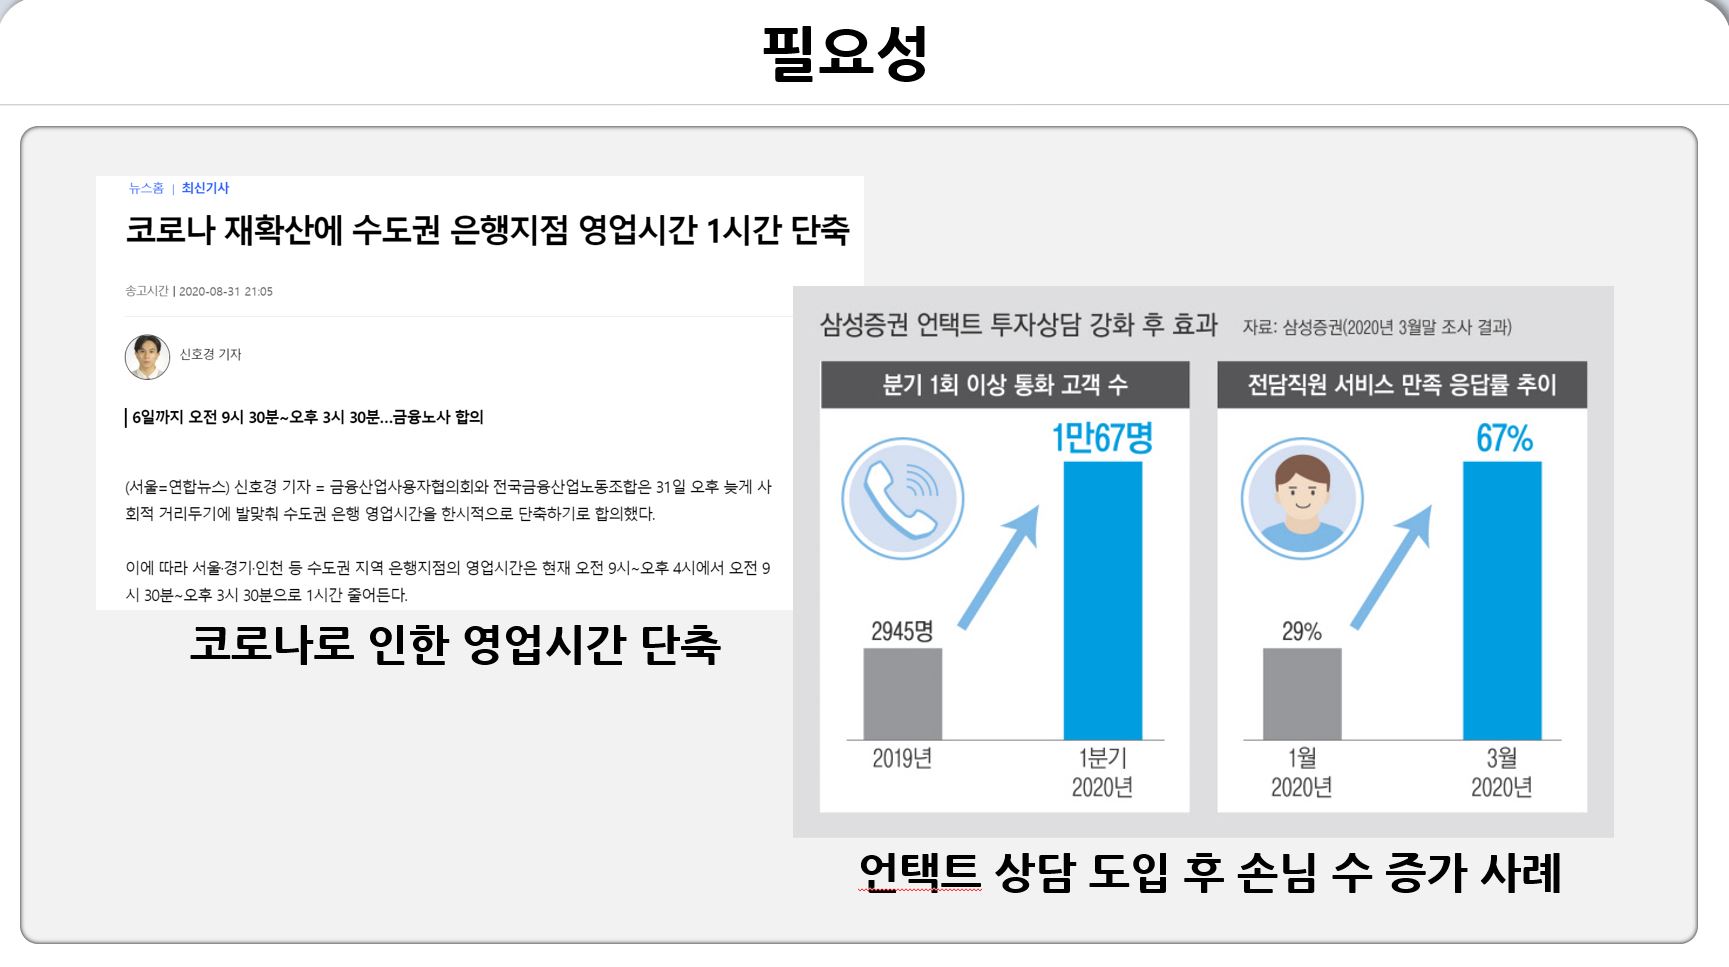 필요성
뉴스홈 | 최신기사
코로나 재확산에 수도권 은행지점 영업시간 1시간 단축
송고시간 | 2020-08-31 21:05
신호경 기자
6일까지 오전 9시 30분~오후 3시 30분…금융노사 합의
(서울=연합뉴스) 신호경 기자 = 금융산업사용자협의회와 전국금융산업노동조합은 31일 오후 늦게 사
회적 거리두기에 발맞춰 수도권 은행 영업시간을 한시적으로 단축하기로 합의했다.
이에 따라 서울·경기·인천 등 수도권 지역 은행지점의 영업시간은 현재 오전 9시~오후 4시에서 오전 9
시 30분~오후 3시 30분으로 1시간 줄어든다.
코로나로 인한 영업시간 단축
삼성증권 언택트 투자상담 강화 후 효과 자료: 삼성증권(2020년 3월말 조사 결과)
분기 1회 이상 통화 고객 수
1만67명
2945명
2019년
1분기
2020년
전담직원 서비스 만족 응답률 추이
67%
29%
1월
2020년
3월
2020년
언택트 상담 도입 후 손님 수 증가 사례